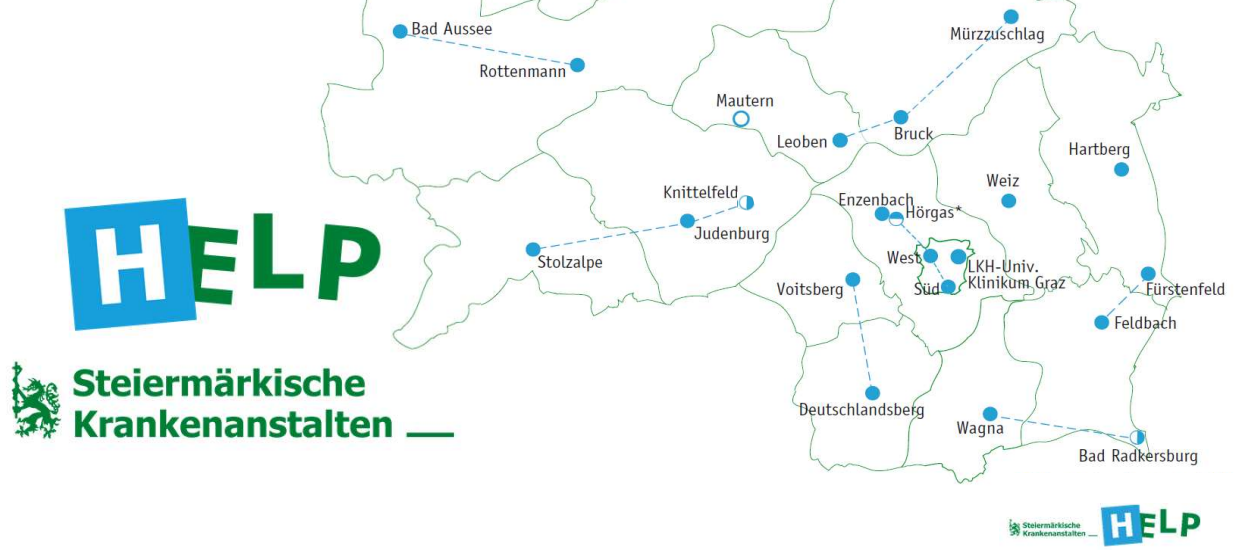 Bad Aussee
Mürzzuschlag
Rottenmann
Mautern
Bruck
Leoben
Hartberg
Weiz
Knittelfeld
Enzenbach
Hörgas*
Judenburg
HELP
West
Stolzalpe
LKH-Univ.
Klinikum Graz
Voitsberg
Süd
Fürstenfeld
Feldbach
Steiermärkische
Krankenanstalten
Deutschlandsberg
Wagna
Bad Radkersburg
Steiermärkische
Krankenanstalten
HELP